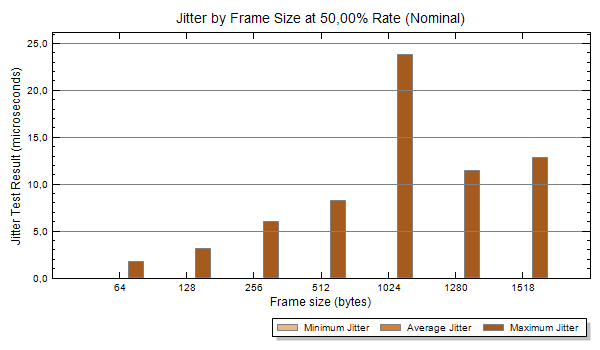 Jitter by Frame Size at 50,00% Rate (Nominal)
25,0
20,0
15,0
10,0
5,0
0,0
Jitter Test Result (microseconds)
64 128 256 512 1024 1280 1518
Frame size (bytes)
Minimum Jitter Average Jitter Maximum Jitter